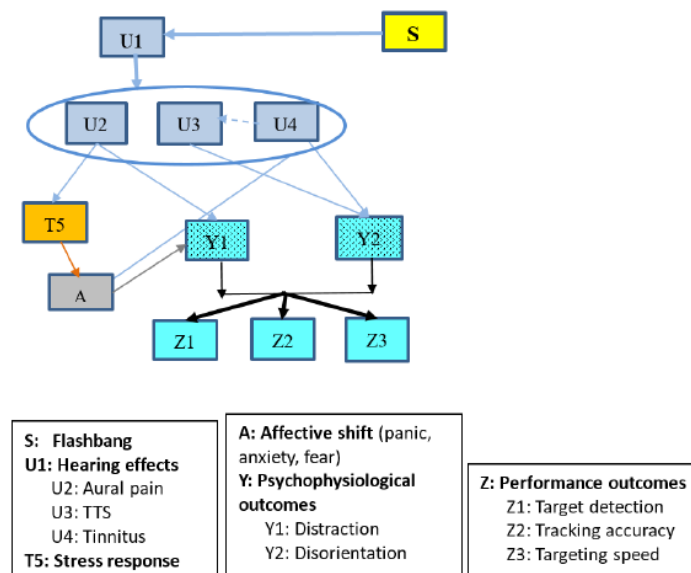 U1
S
U2
U3
U4
T5
Y1
Y2
A
Z1
Z2
Z3
S: Flashbang
U1: Hearing effects
U2: Aural pain
U3: TTS
U4: Tinnitus
T5: Stress response
A: Affective shift (panic,
anxiety, fear)
Y: Psychophysiological
outcomes
Y1: Distraction
Y2: Disorientation
Z: Performance outcomes
Z1: Target detection
Z2: Tracking accuracy
Z3: Targeting speed